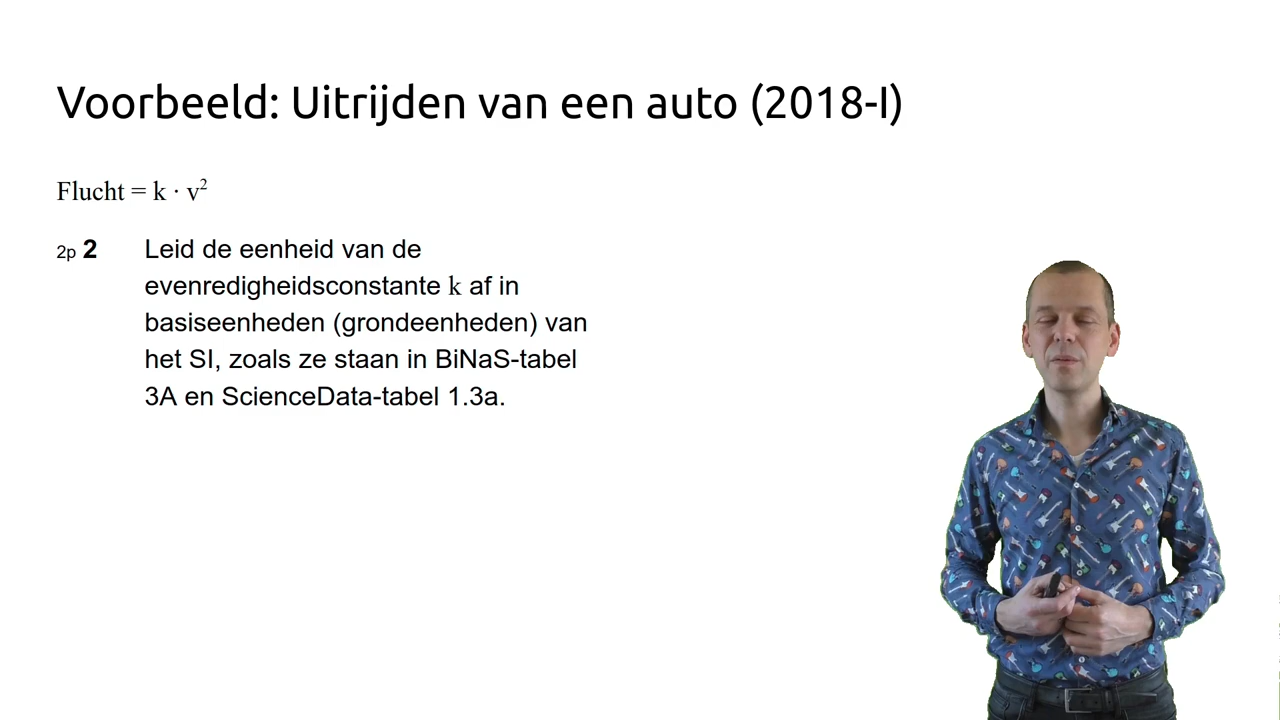 Voorbeeld: Uitrijden van een auto (2018-I)
Flucht = k · v²
2p 2 Leid de eenheid van de
evenredigheidsconstante k af in
basiseenheden (grondeenheden) van
het SI, zoals ze staan in BiNaS-tabel
3A en ScienceData-tabel 1.3a.